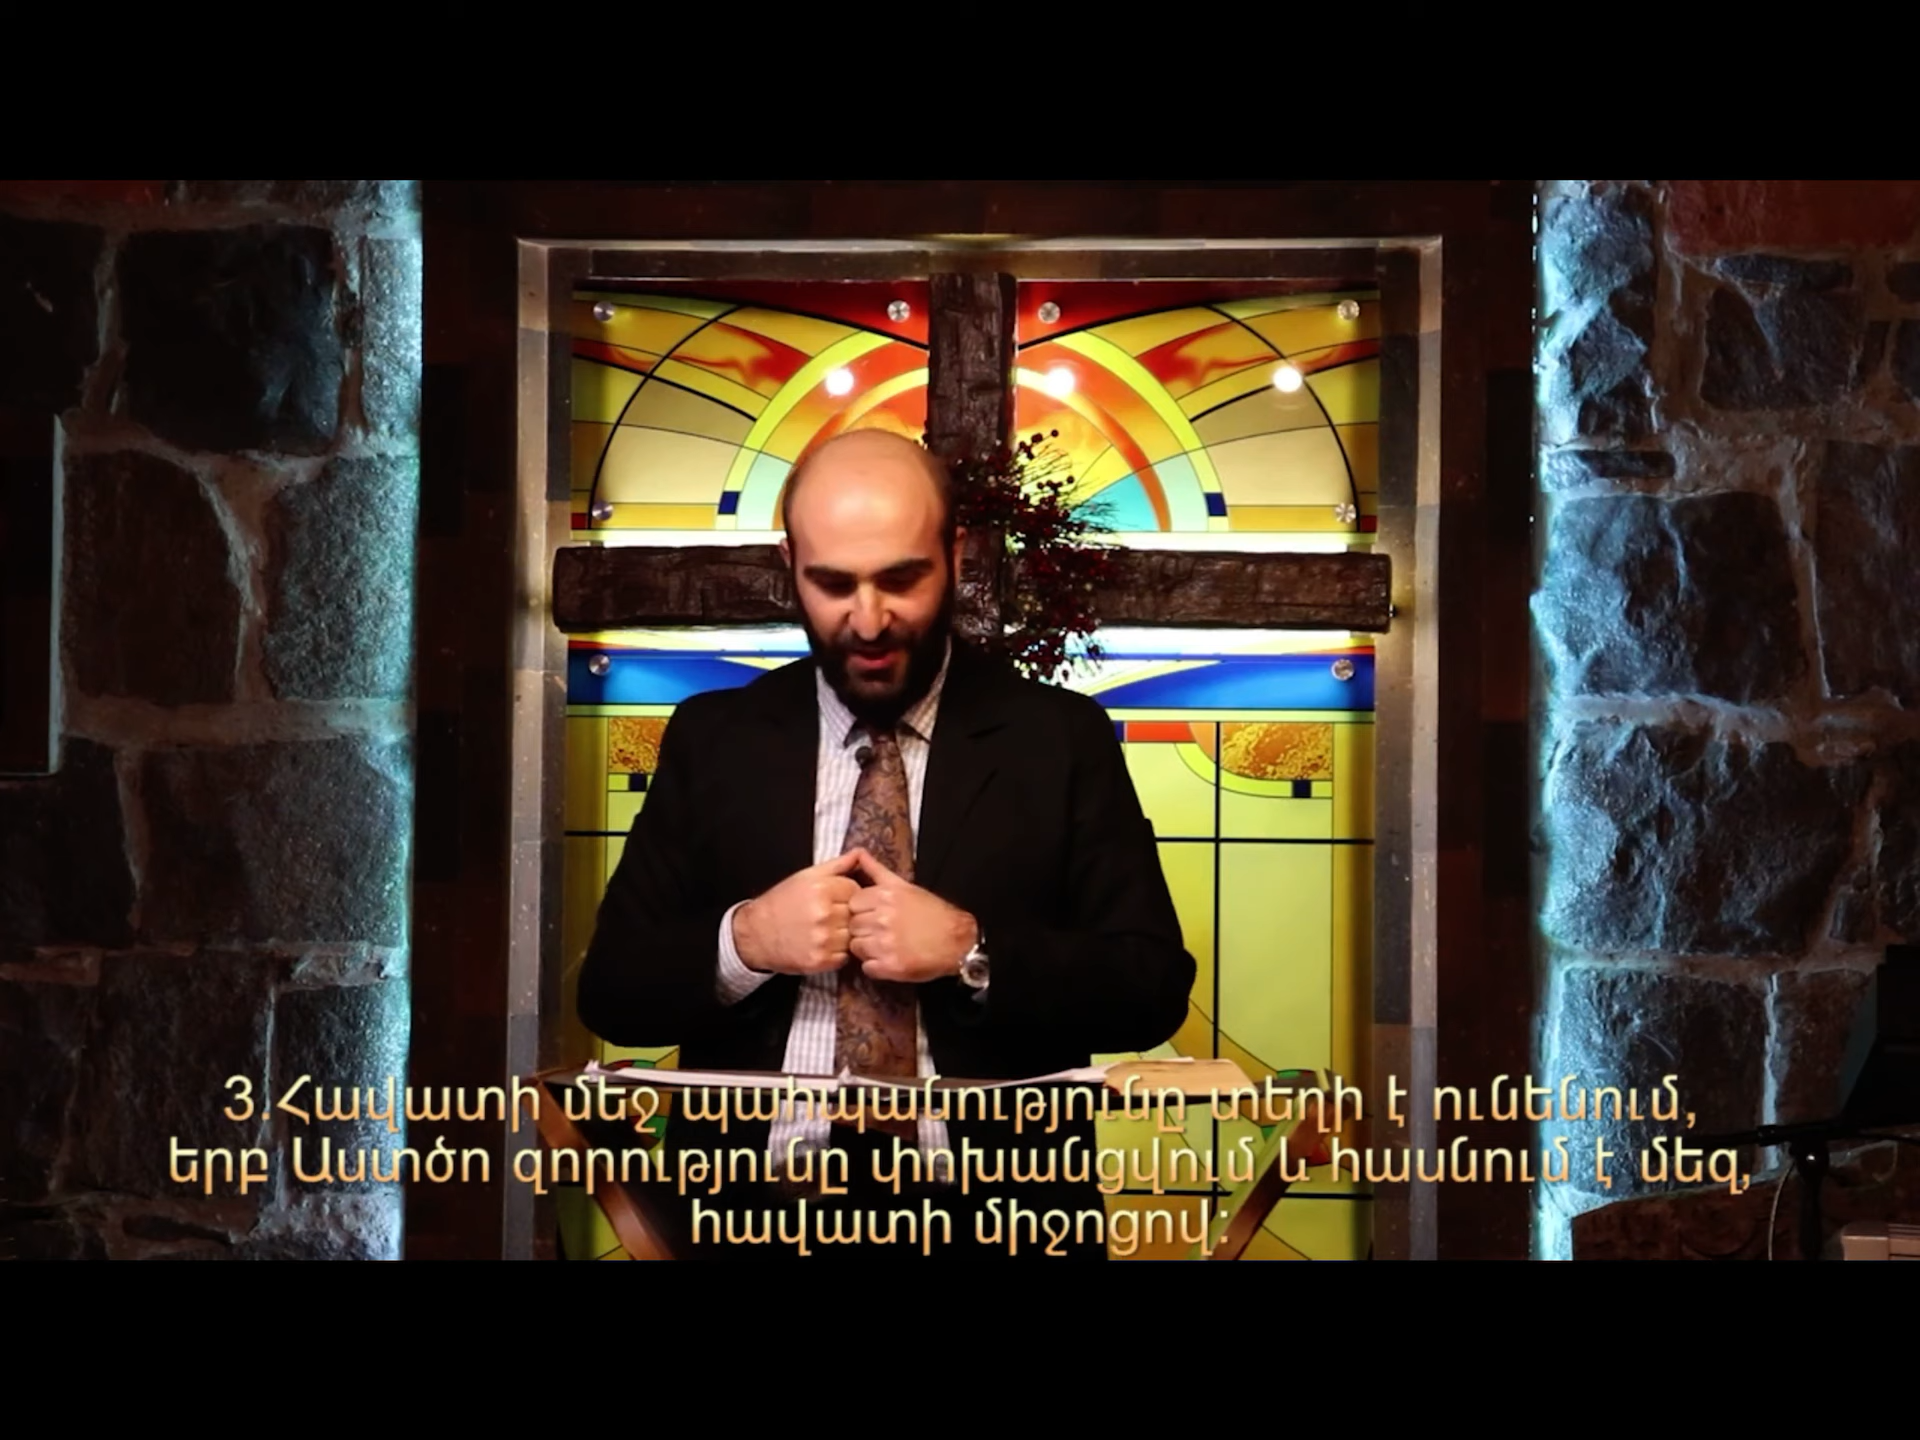 3.Հավատի մեջ պահպանությունը տեղի է ունենում,
երբ Աստծո զորությունը փոխանցվում և հասնում է մեզ,
հավատի միջոցով: